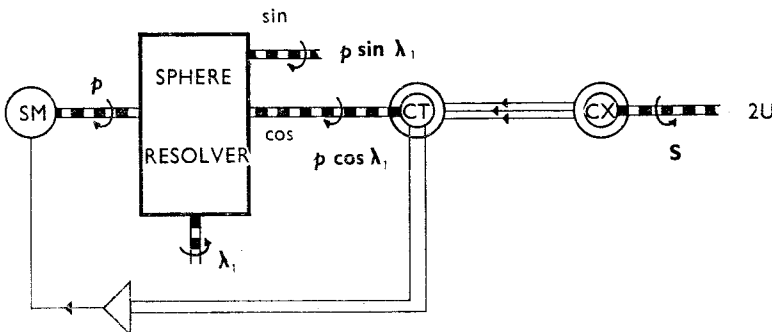 sin
p sin λ₁
p
SPHERE
SM
CT
CX
2U
cos
RESOLVER
p cos λ₁
S
λ₁